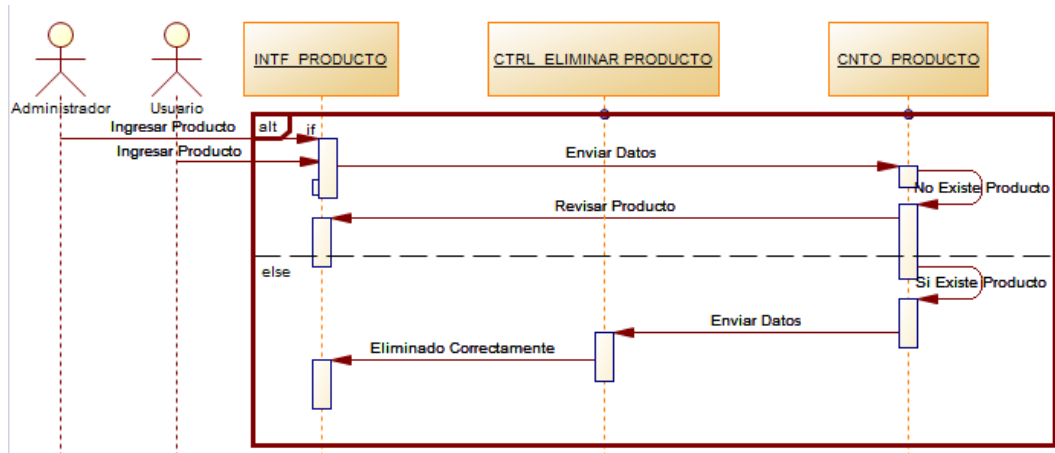 INTF_PRODUCTO
CTRL_ELIMINAR PRODUCTO
CNTO_PRODUCTO
Administrador
Usuario
Ingresar Producto
alt
if
Ingresar Producto
Enviar Datos
No Existe Producto
Revisar Producto
else
Si Existe Producto
Enviar Datos
Eliminado Correctamente